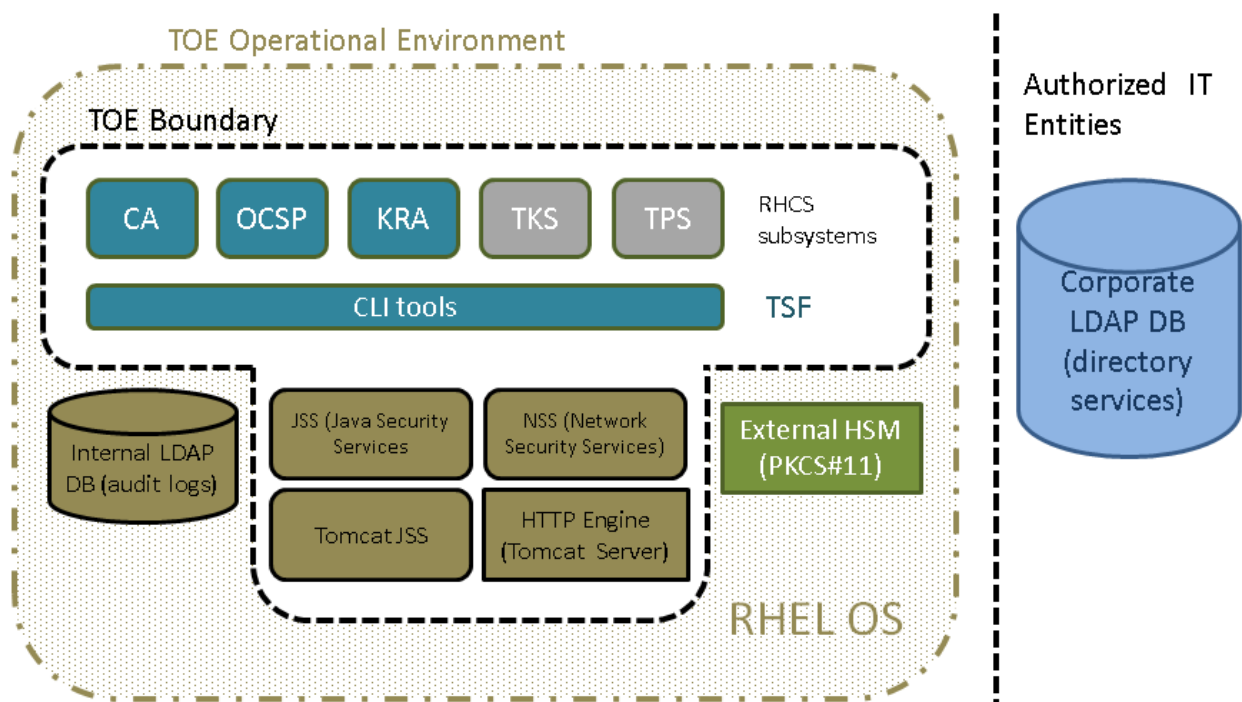 TOE Operational Environment
TOE Boundary
CA
OCSP
KRA
TKS
TPS
RHCS
subsystems
CLI tools
TSF
Internal LDAP
DB (audit logs)
JSS (Java Security
Services
NSS (Network
Security Services)
Tomcat JSS
HTTP Engine
(Tomcat Server)
External HSM
(PKCS#11)
RHEL OS
Authorized IT
Entities
Corporate
LDAP DB
(directory
services)